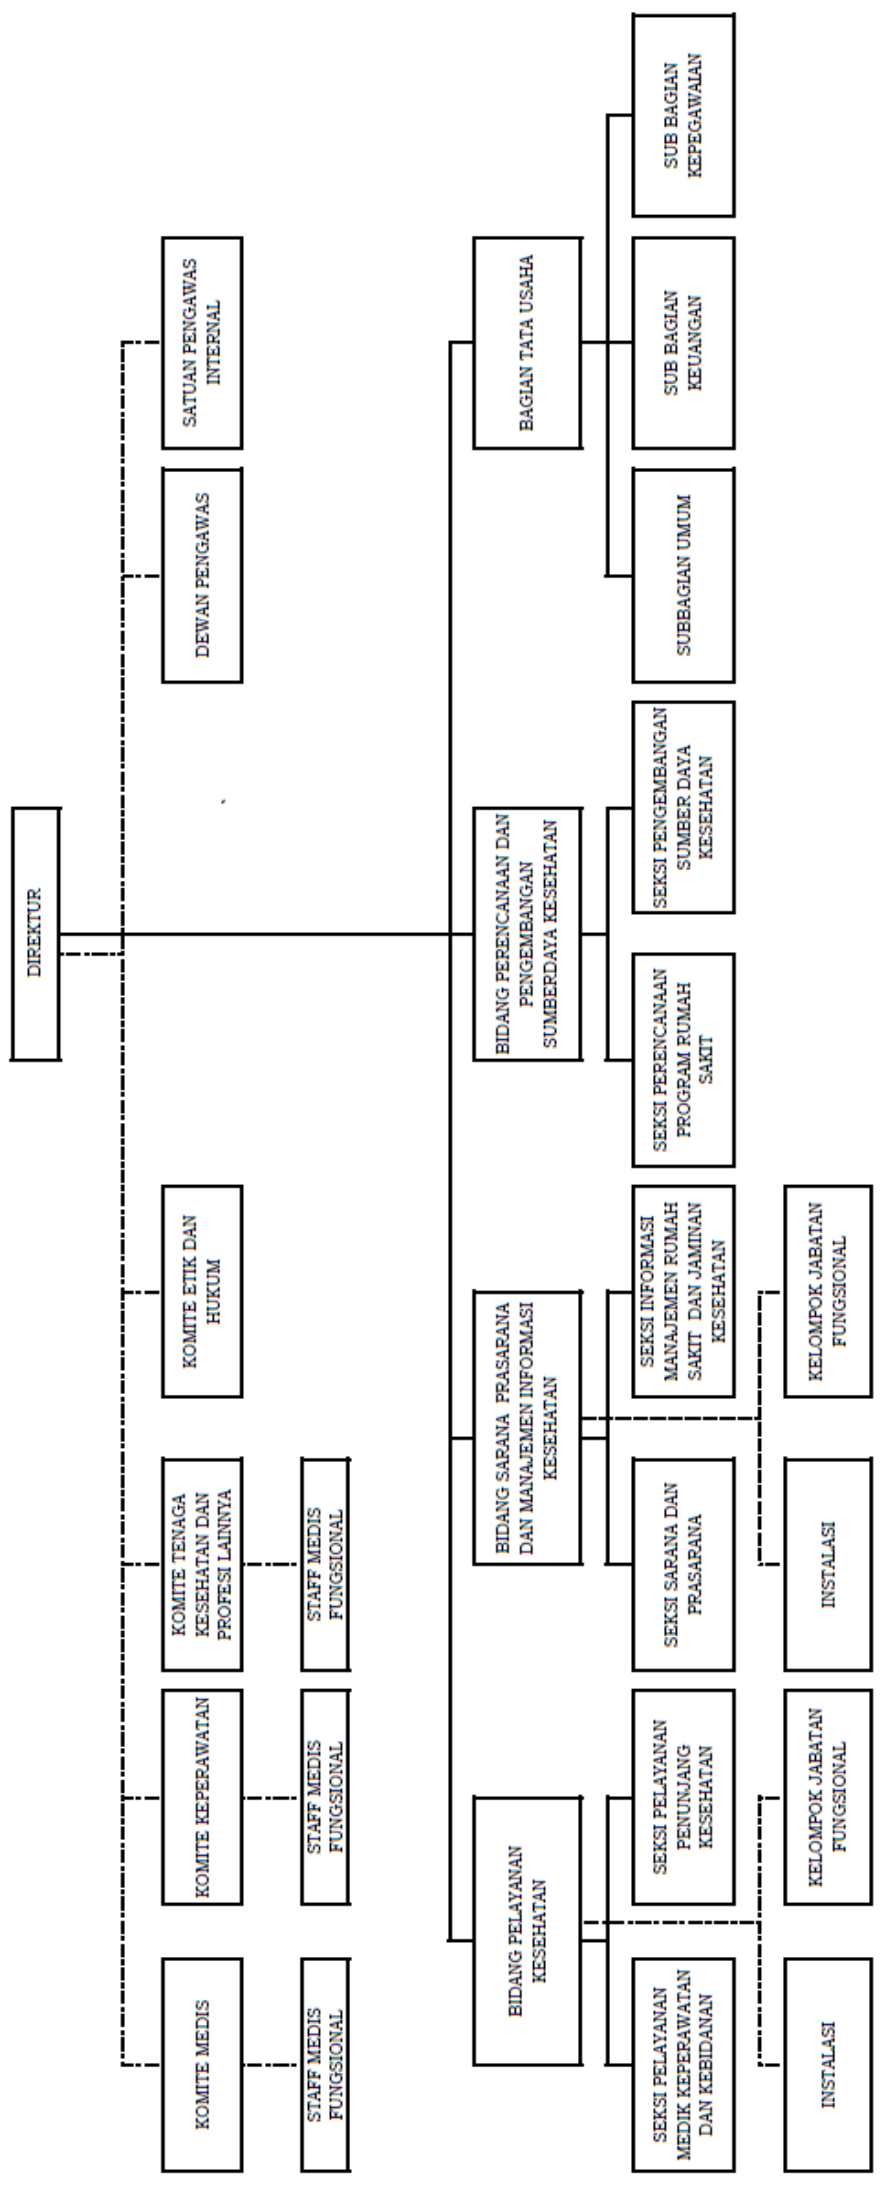 DIREKTUR
KOMITE MEDIS
KOMITE KEPERAWATAN
KOMITE TENAGA
KESEHATAN DAN
PROFESI LAINNYA
KOMITE ETIK DAN
HUKUM
DEWAN PENGAWAS
SATUAN PENGAWAS
INTERNAL
STAFF MEDIS
FUNGSIONAL
STAFF MEDIS
FUNGSIONAL
STAFF MEDIS
FUNGSIONAL
BIDANG PELAYANAN
KESEHATAN
BIDANG SARANA PRASARANA
DAN MANAJEMEN INFORMASI
KESEHATAN
BIDANG PERENCANAAN DAN
PENGEMBANGAN
SUMBERDAYA KESEHATAN
BAGIAN TATA USAHA
SEKSI PELAYANAN
MEDIK KEPERAWATAN
DAN KEBIDANAN
SEKSI PELAYANAN
PENUNJANG
KESEHATAN
SEKSI SARANA DAN
PRASARANA
SEKSI INFORMASI
MANAJEMEN RUMAH
SAKIT DAN JAMINAN
KESEHATAN
SEKSI PERENCANAAN
PROGRAM RUMAH
SAKIT
SEKSI PENGEMBANGAN
SUMBER DAYA
KESEHATAN
SUBBAGIAN UMUM
SUB BAGIAN
KEUANGAN
SUB BAGIAN
KEPEGAWAIAN
INSTALASI
KELOMPOK JABATAN
FUNGSIONAL
INSTALASI
KELOMPOK JABATAN
FUNGSIONAL